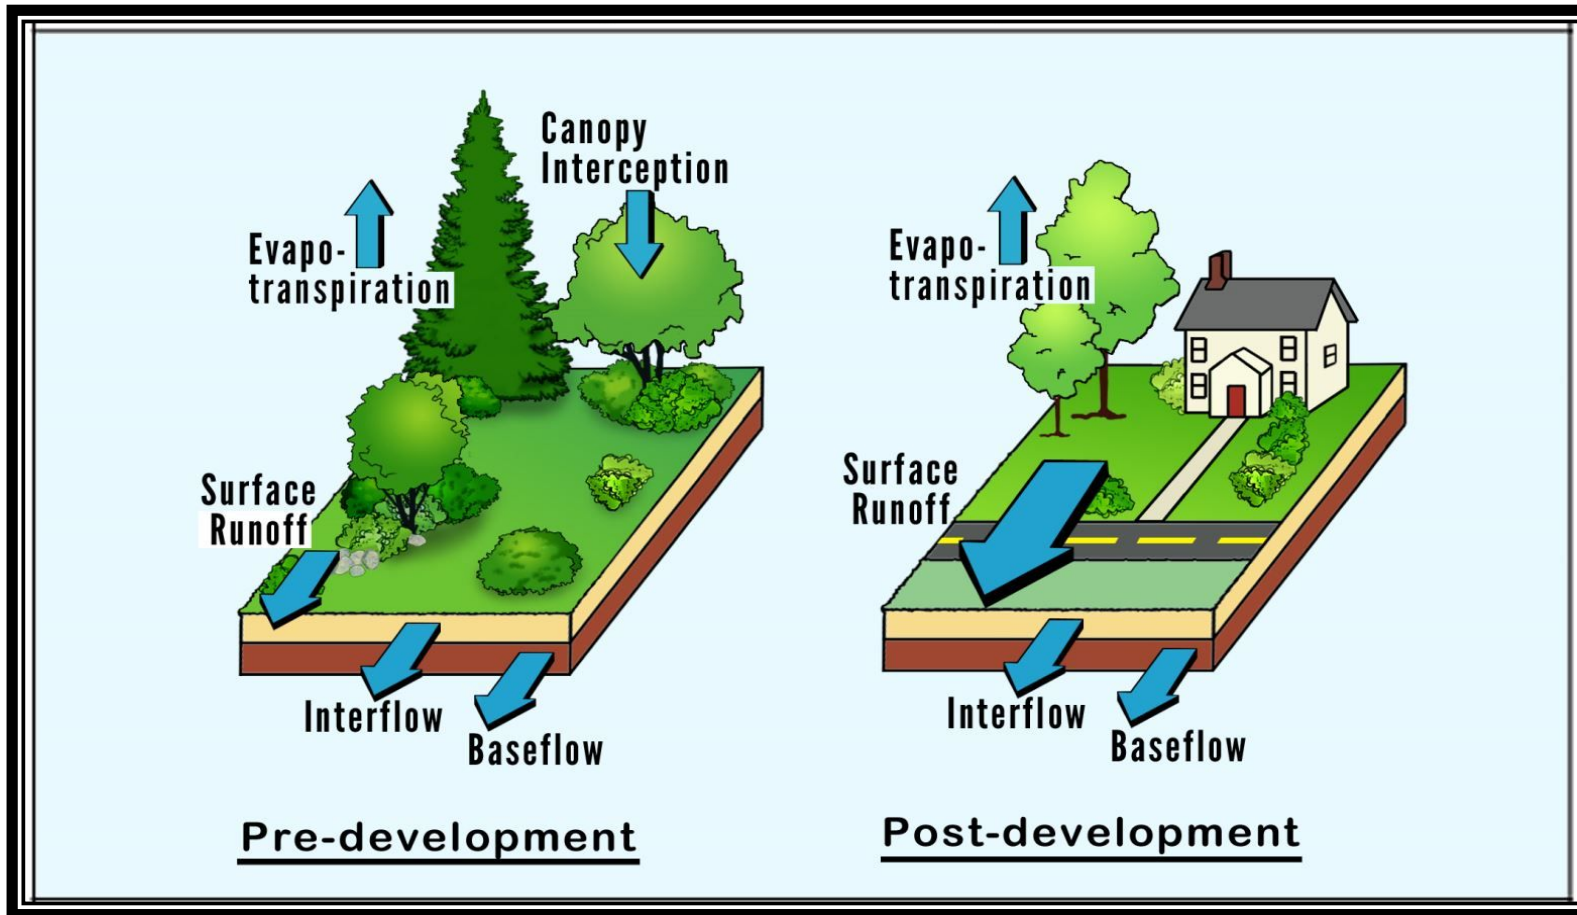 Canopy
Interception
Evapo-
transpiration
Surface
Runoff
Interflow
Baseflow
Pre-development
Evapo-
transpiration
Surface
Runoff
Interflow
Baseflow
Post-development